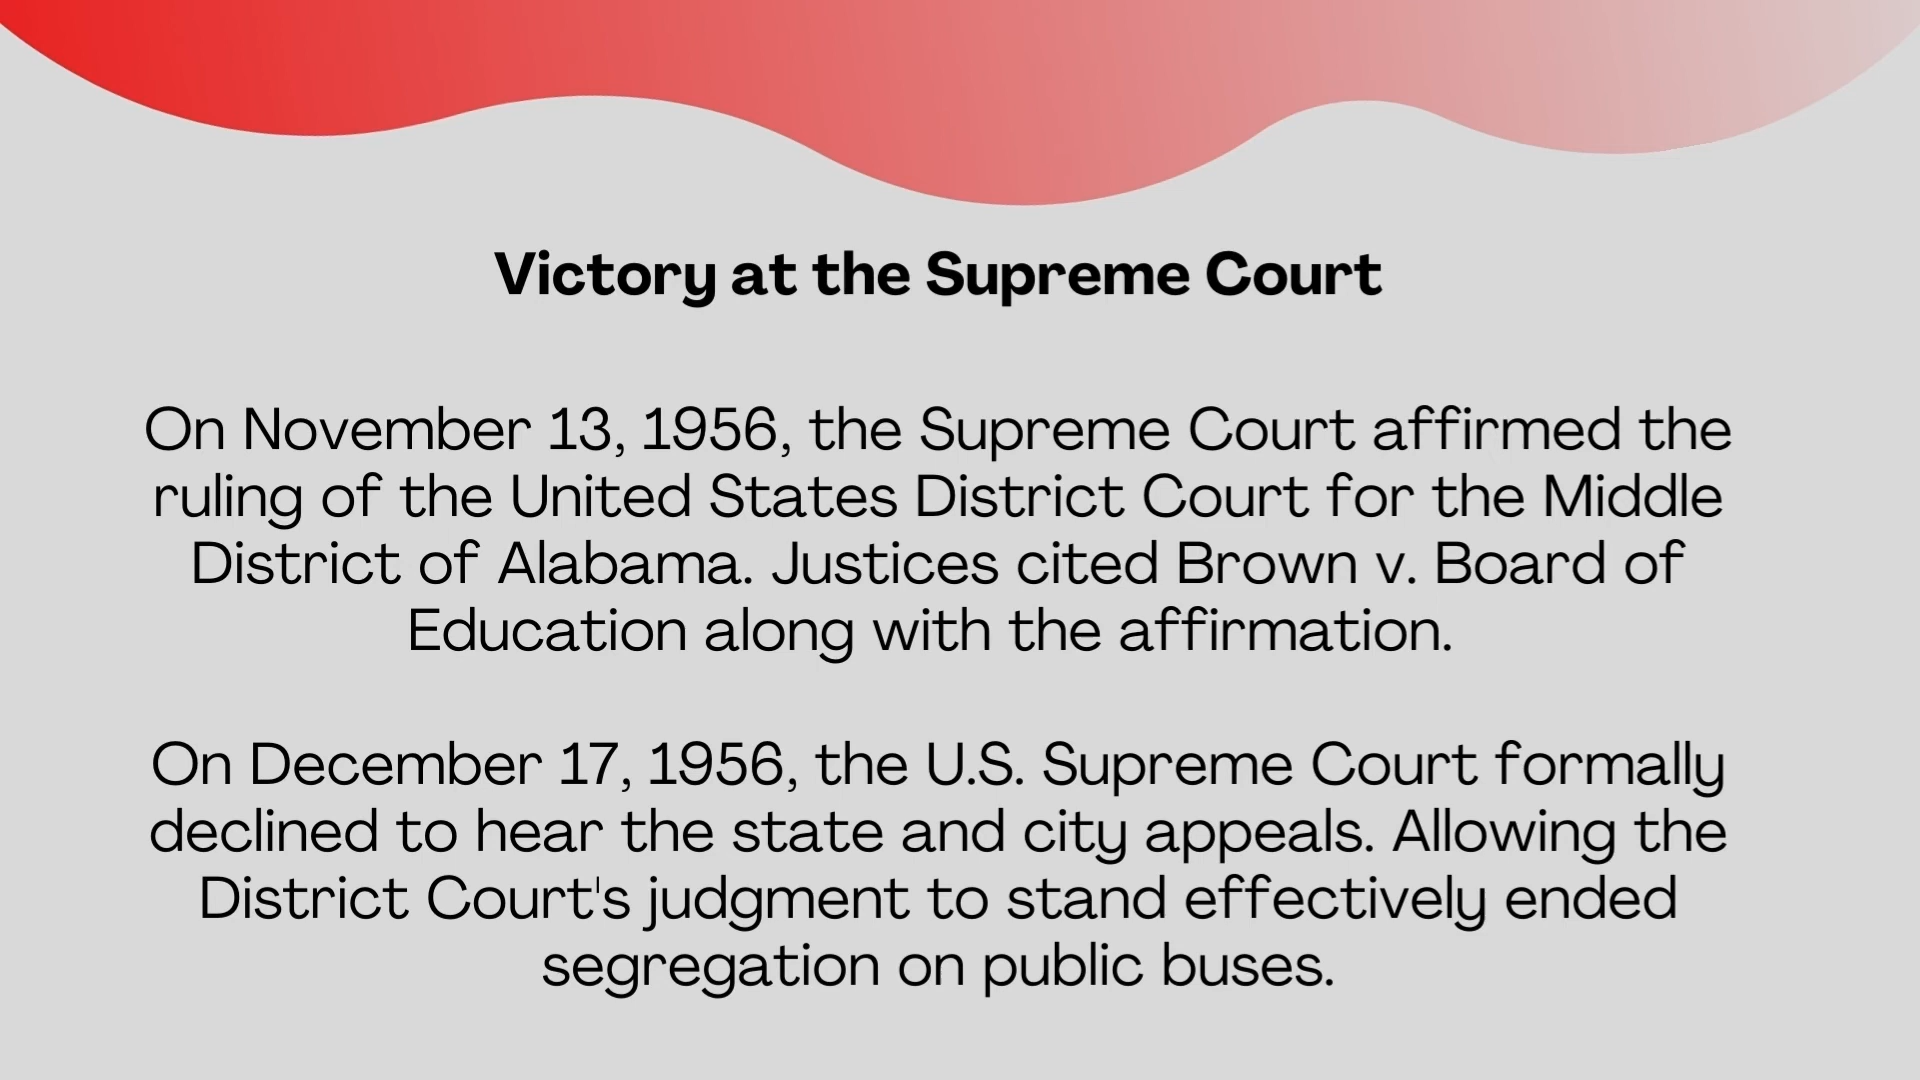 Victory at the Supreme Court
On November 13, 1956, the Supreme Court affirmed the
ruling of the United States District Court for the Middle
District of Alabama. Justices cited Brown v. Board of
Education along with the affirmation.
On December 17, 1956, the U.S. Supreme Court formally
declined to hear the state and city appeals. Allowing the
District Court's judgment to stand effectively ended
segregation on public buses.